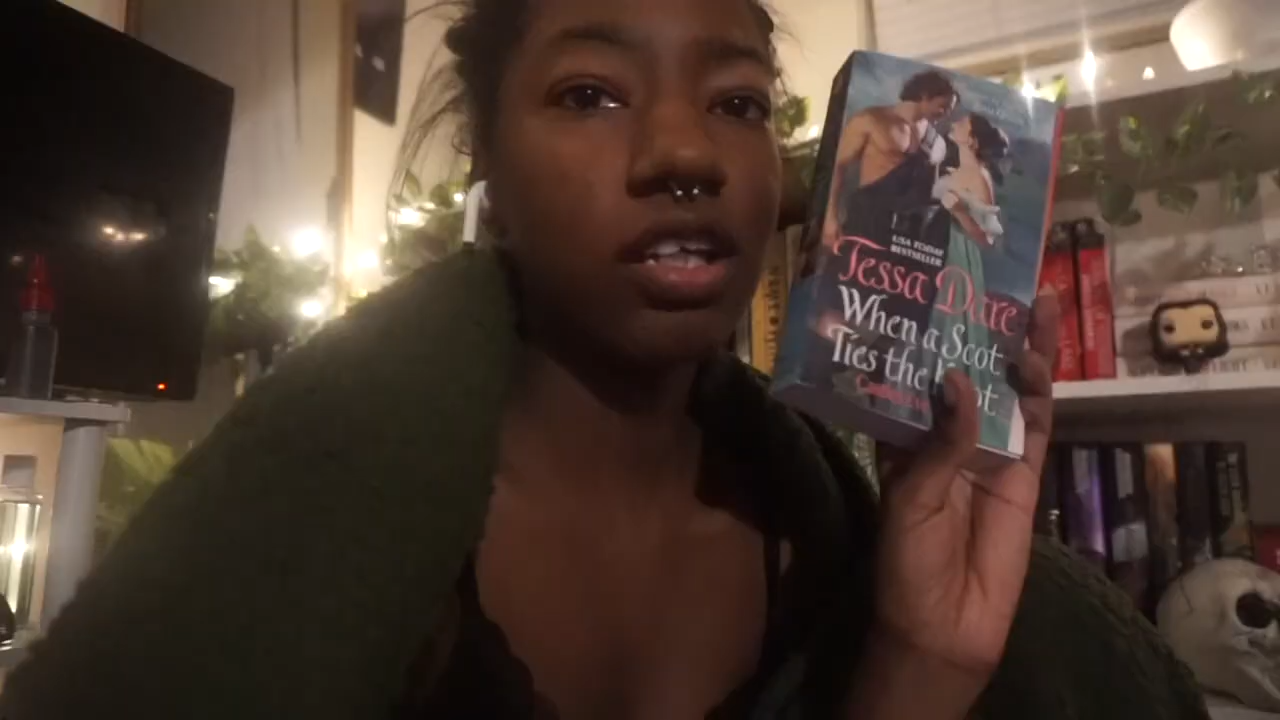 USA TODAY
BESTSELLER
Tessa Dare
When a Scot
Ties the Knot